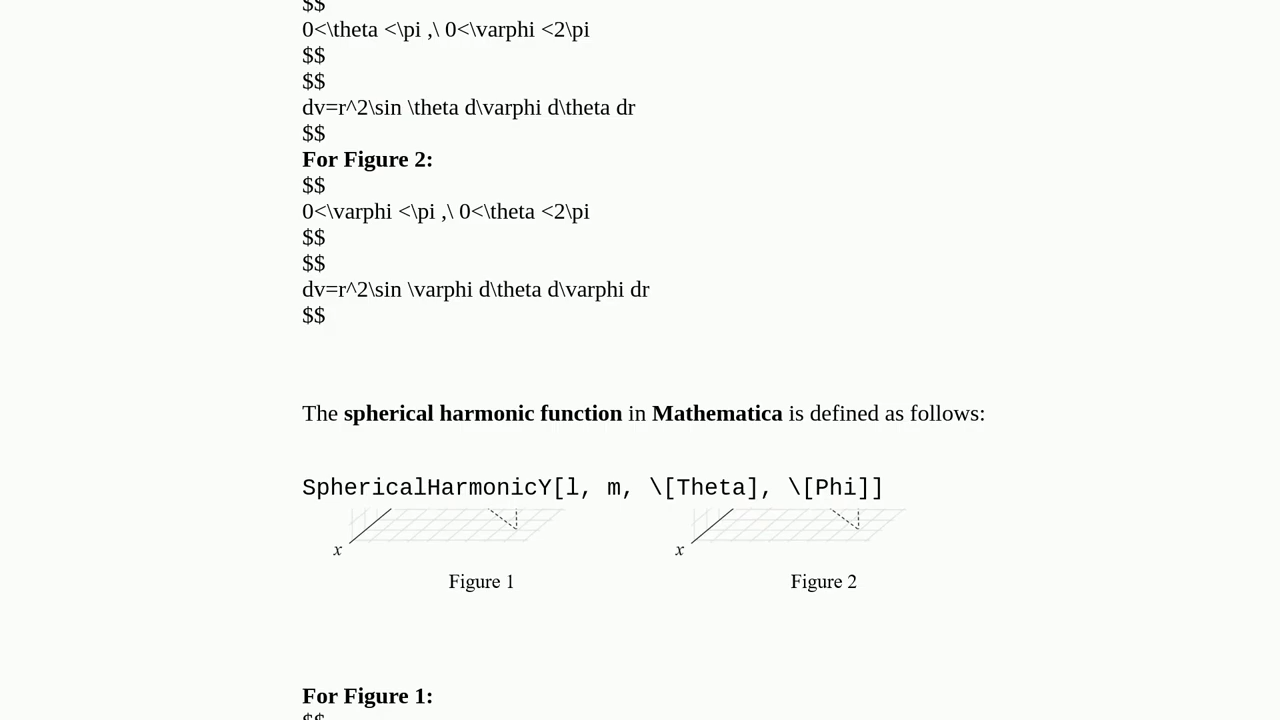 $$
0<\theta <\pi ,\ 0<\varphi <2\pi
$$
$$
dv=r^2\sin \theta d\varphi d\theta dr
$$
For Figure 2:
$$
0<\varphi <\pi ,\ 0<\theta <2\pi
$$
$$
dv=r^2\sin \varphi d\theta d\varphi dr
$$
The spherical harmonic function in Mathematica is defined as follows:
SphericalHarmonicY[l, m, \[Theta], \[Phi]]
x x
Figure 1 Figure 2
For Figure 1:
$$